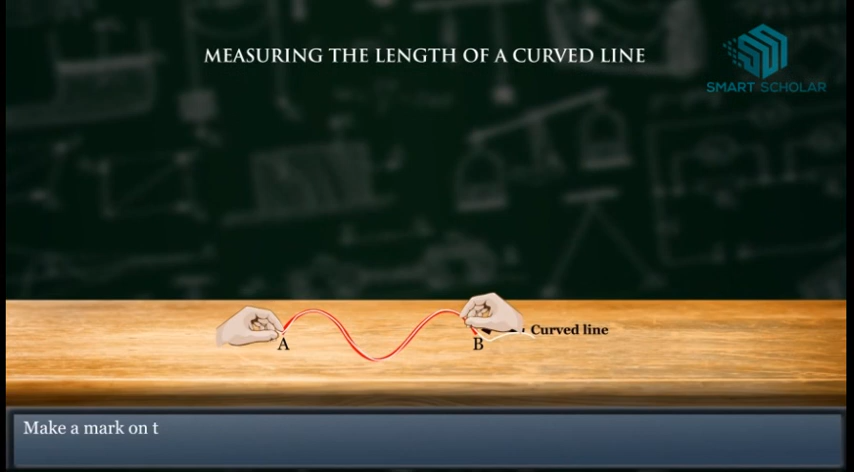 MEASURING THE LENGTH OF A CURVED LINE
SMART SCHOLAR
A
B
Curved line
Make a mark on t